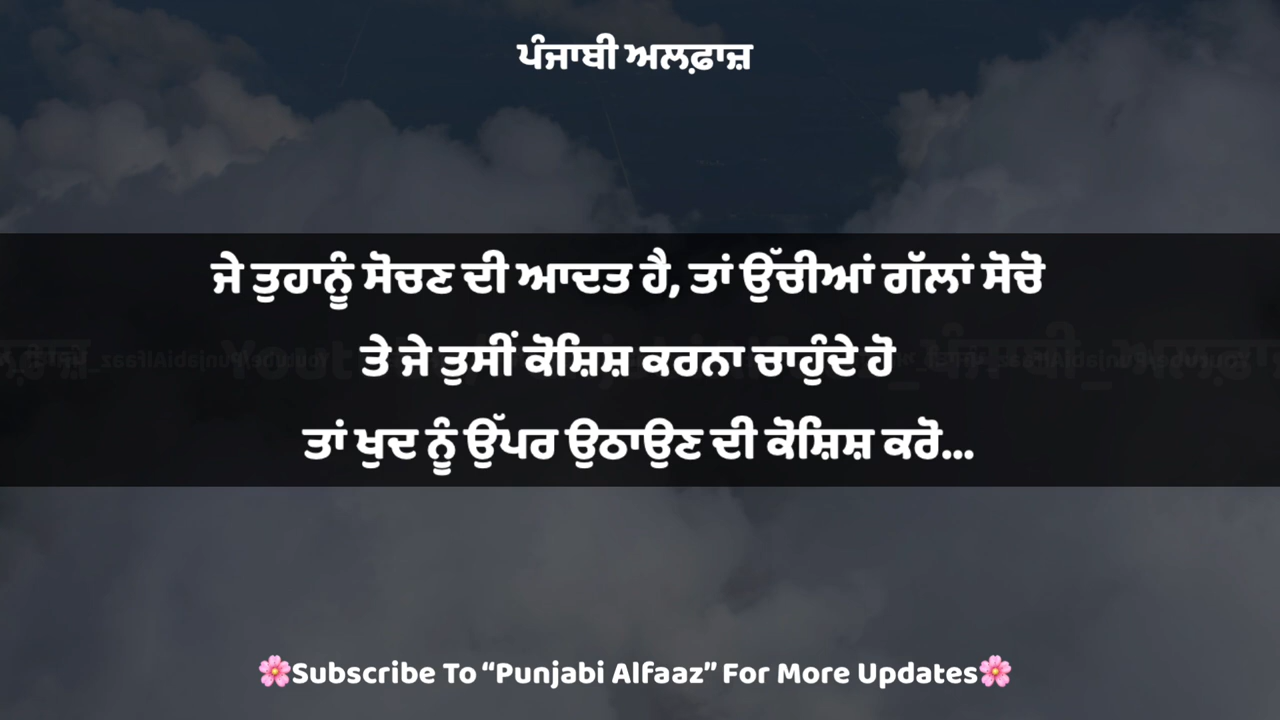 ਪੰਜਾਬੀ ਅਲਫ਼ਾਜ਼
ਜੇ ਤੁਹਾਨੂੰ ਸੋਚਣ ਦੀ ਆਦਤ ਹੈ, ਤਾਂ ਉੱਚੀਆਂ ਗੱਲਾਂ ਸੋਚੋ
ਤੇ ਜੇ ਤੁਸੀਂ ਕੋਸ਼ਿਸ਼ ਕਰਨਾ ਚਾਹੁੰਦੇ ਹੋ
ਤਾਂ ਖੁਦ ਨੂੰ ਉੱਪਰ ਉਠਾਉਣ ਦੀ ਕੋਸ਼ਿਸ਼ ਕਰੋ...
🌸Subscribe To “Punjabi Alfaaz” For More Updates🌸